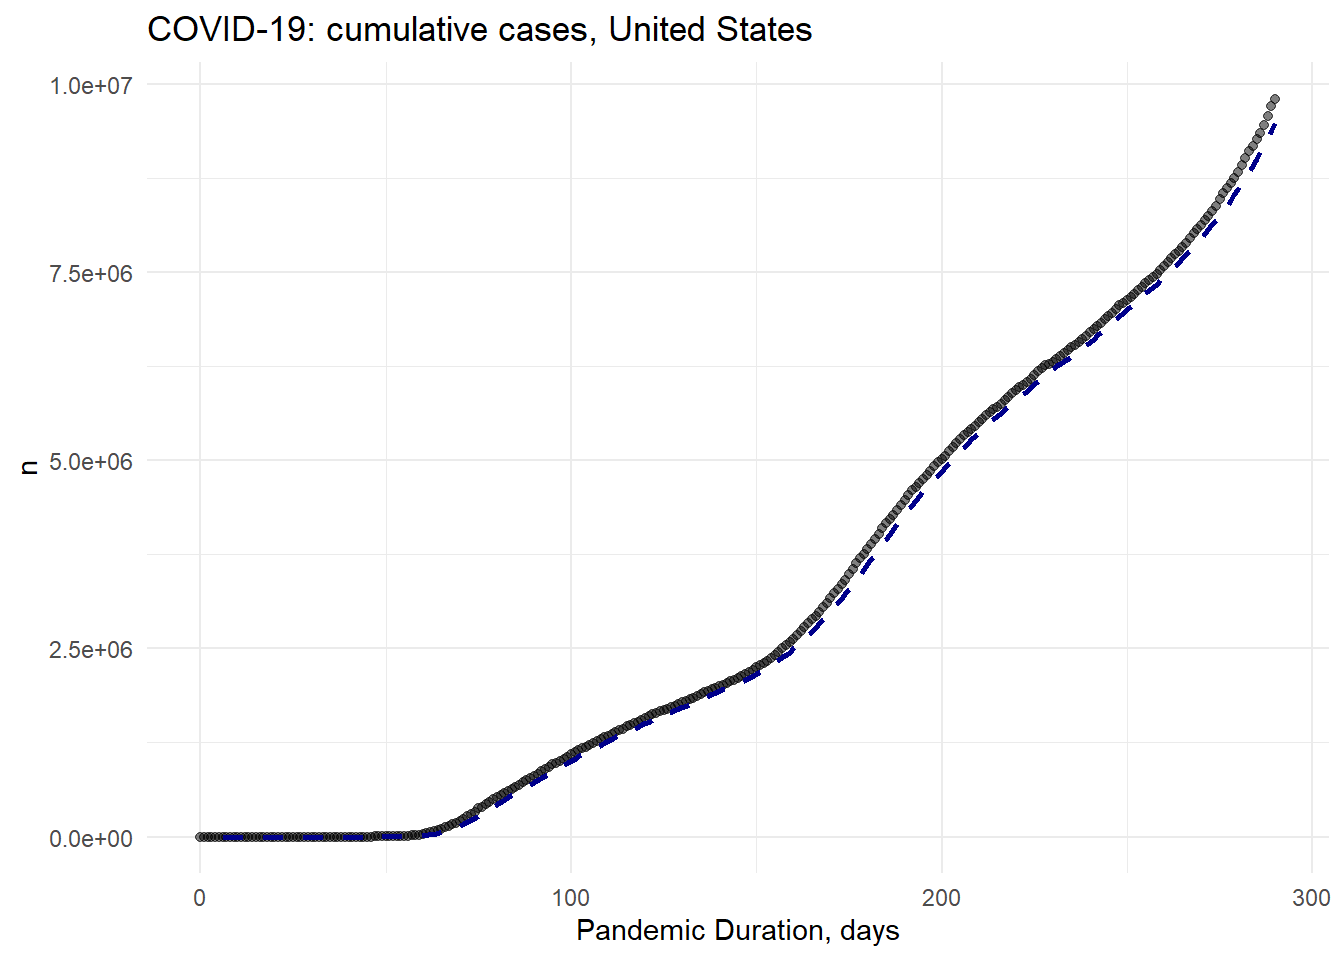 COVID-19: cumulative cases, United States
1.0e+07
7.5e+06
5.0e+06
2.5e+06
0.0e+00
n
0 100 200 300
Pandemic Duration, days